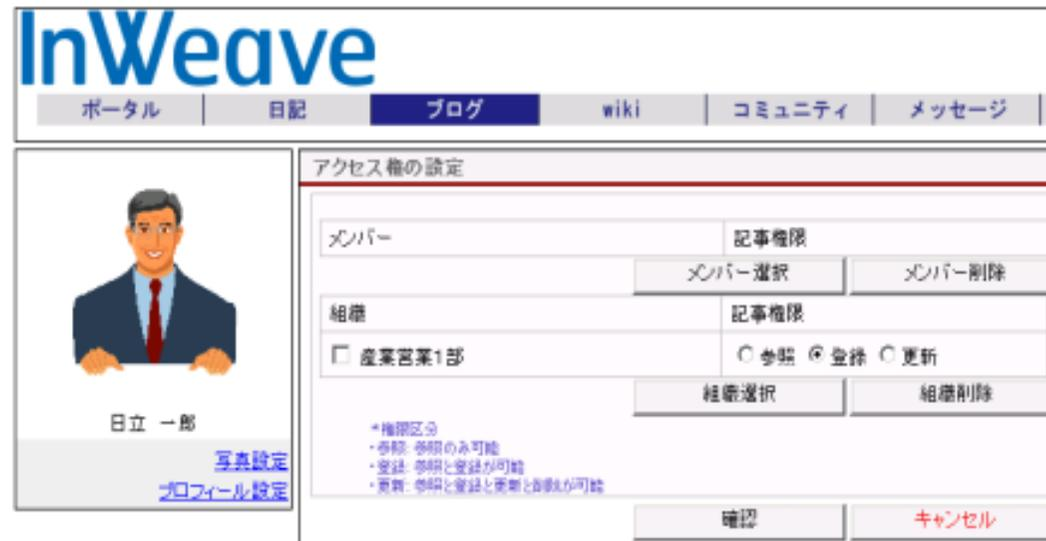 InWeave
ポータル 日記 ブログ wiki コミュニティ メッセージ
アクセス権の設定
メンバー 記事権限
メンバー選択 メンバー削除
組織 記事権限
産業営業1部 参照 登録 更新
組織選択 組織削除
*権限区分
・参照: 参照のみ可能
・登録: 参照と登録が可能
・更新: 参照と登録と更新と削除が可能
日立 一郎
写真設定
プロフィール設定
確認 キャンセル